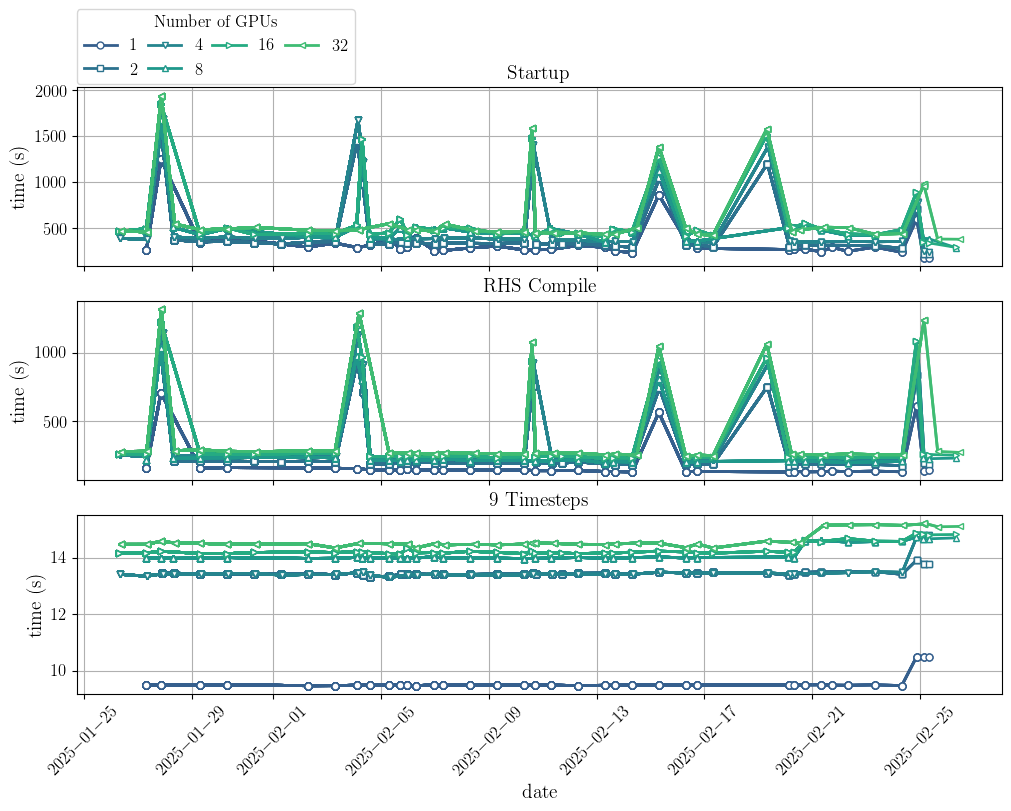 Number of GPUs
1 4 16 32
2 8
Startup
2000
1500
1000
500
time (s)
RHS Compile
1000
500
time (s)
9 Timesteps
14
12
10
time (s)
2025−01−25
2025−01−29
2025−02−01
2025−02−05
2025−02−09
2025−02−13
2025−02−17
2025−02−21
2025−02−25
date